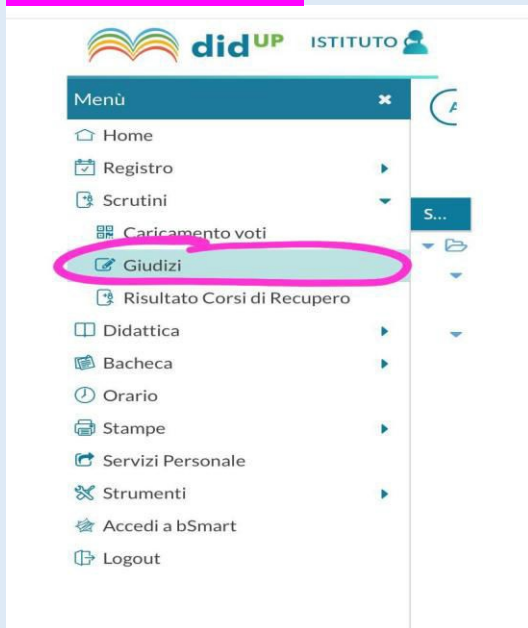 didUP ISTITUTO
Menù
Home
Registro
Scrutini
S...
Caricamento voti
Giudizi
Risultato Corsi di Recupero
Didattica
Bacheca
Orario
Stampe
Servizi Personale
Strumenti
Accedi a bSmart
Logout